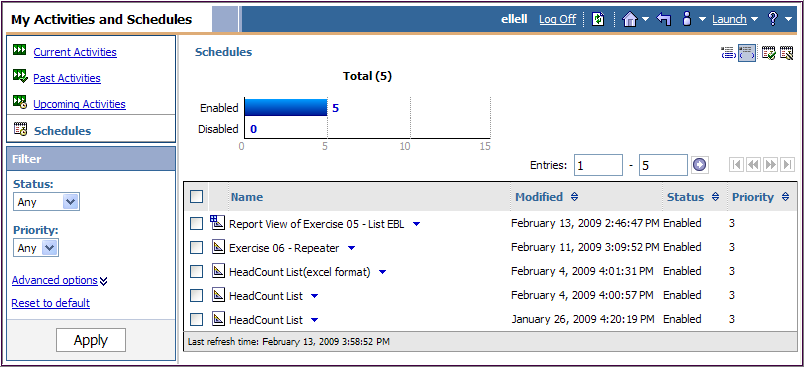 My Activities and Schedules
ellell Log Off Launch ?
Current Activities
Past Activities
Upcoming Activities
Schedules
Filter
Status:
Any
Priority:
Any
Advanced options
Reset to default
Apply
Schedules
Total (5)
Enabled 5
Disabled 0
0 5 10 15
Entries: 1 - 5
Name Modified Status Priority
Report View of Exercise 05 - List EBL February 13, 2009 2:46:47 PM Enabled 3
Exercise 06 - Repeater February 11, 2009 3:09:52 PM Enabled 3
HeadCount List(excel format) February 4, 2009 4:01:31 PM Enabled 3
HeadCount List February 4, 2009 4:00:57 PM Enabled 3
HeadCount List January 26, 2009 4:20:19 PM Enabled 3
Last refresh time: February 13, 2009 3:58:52 PM